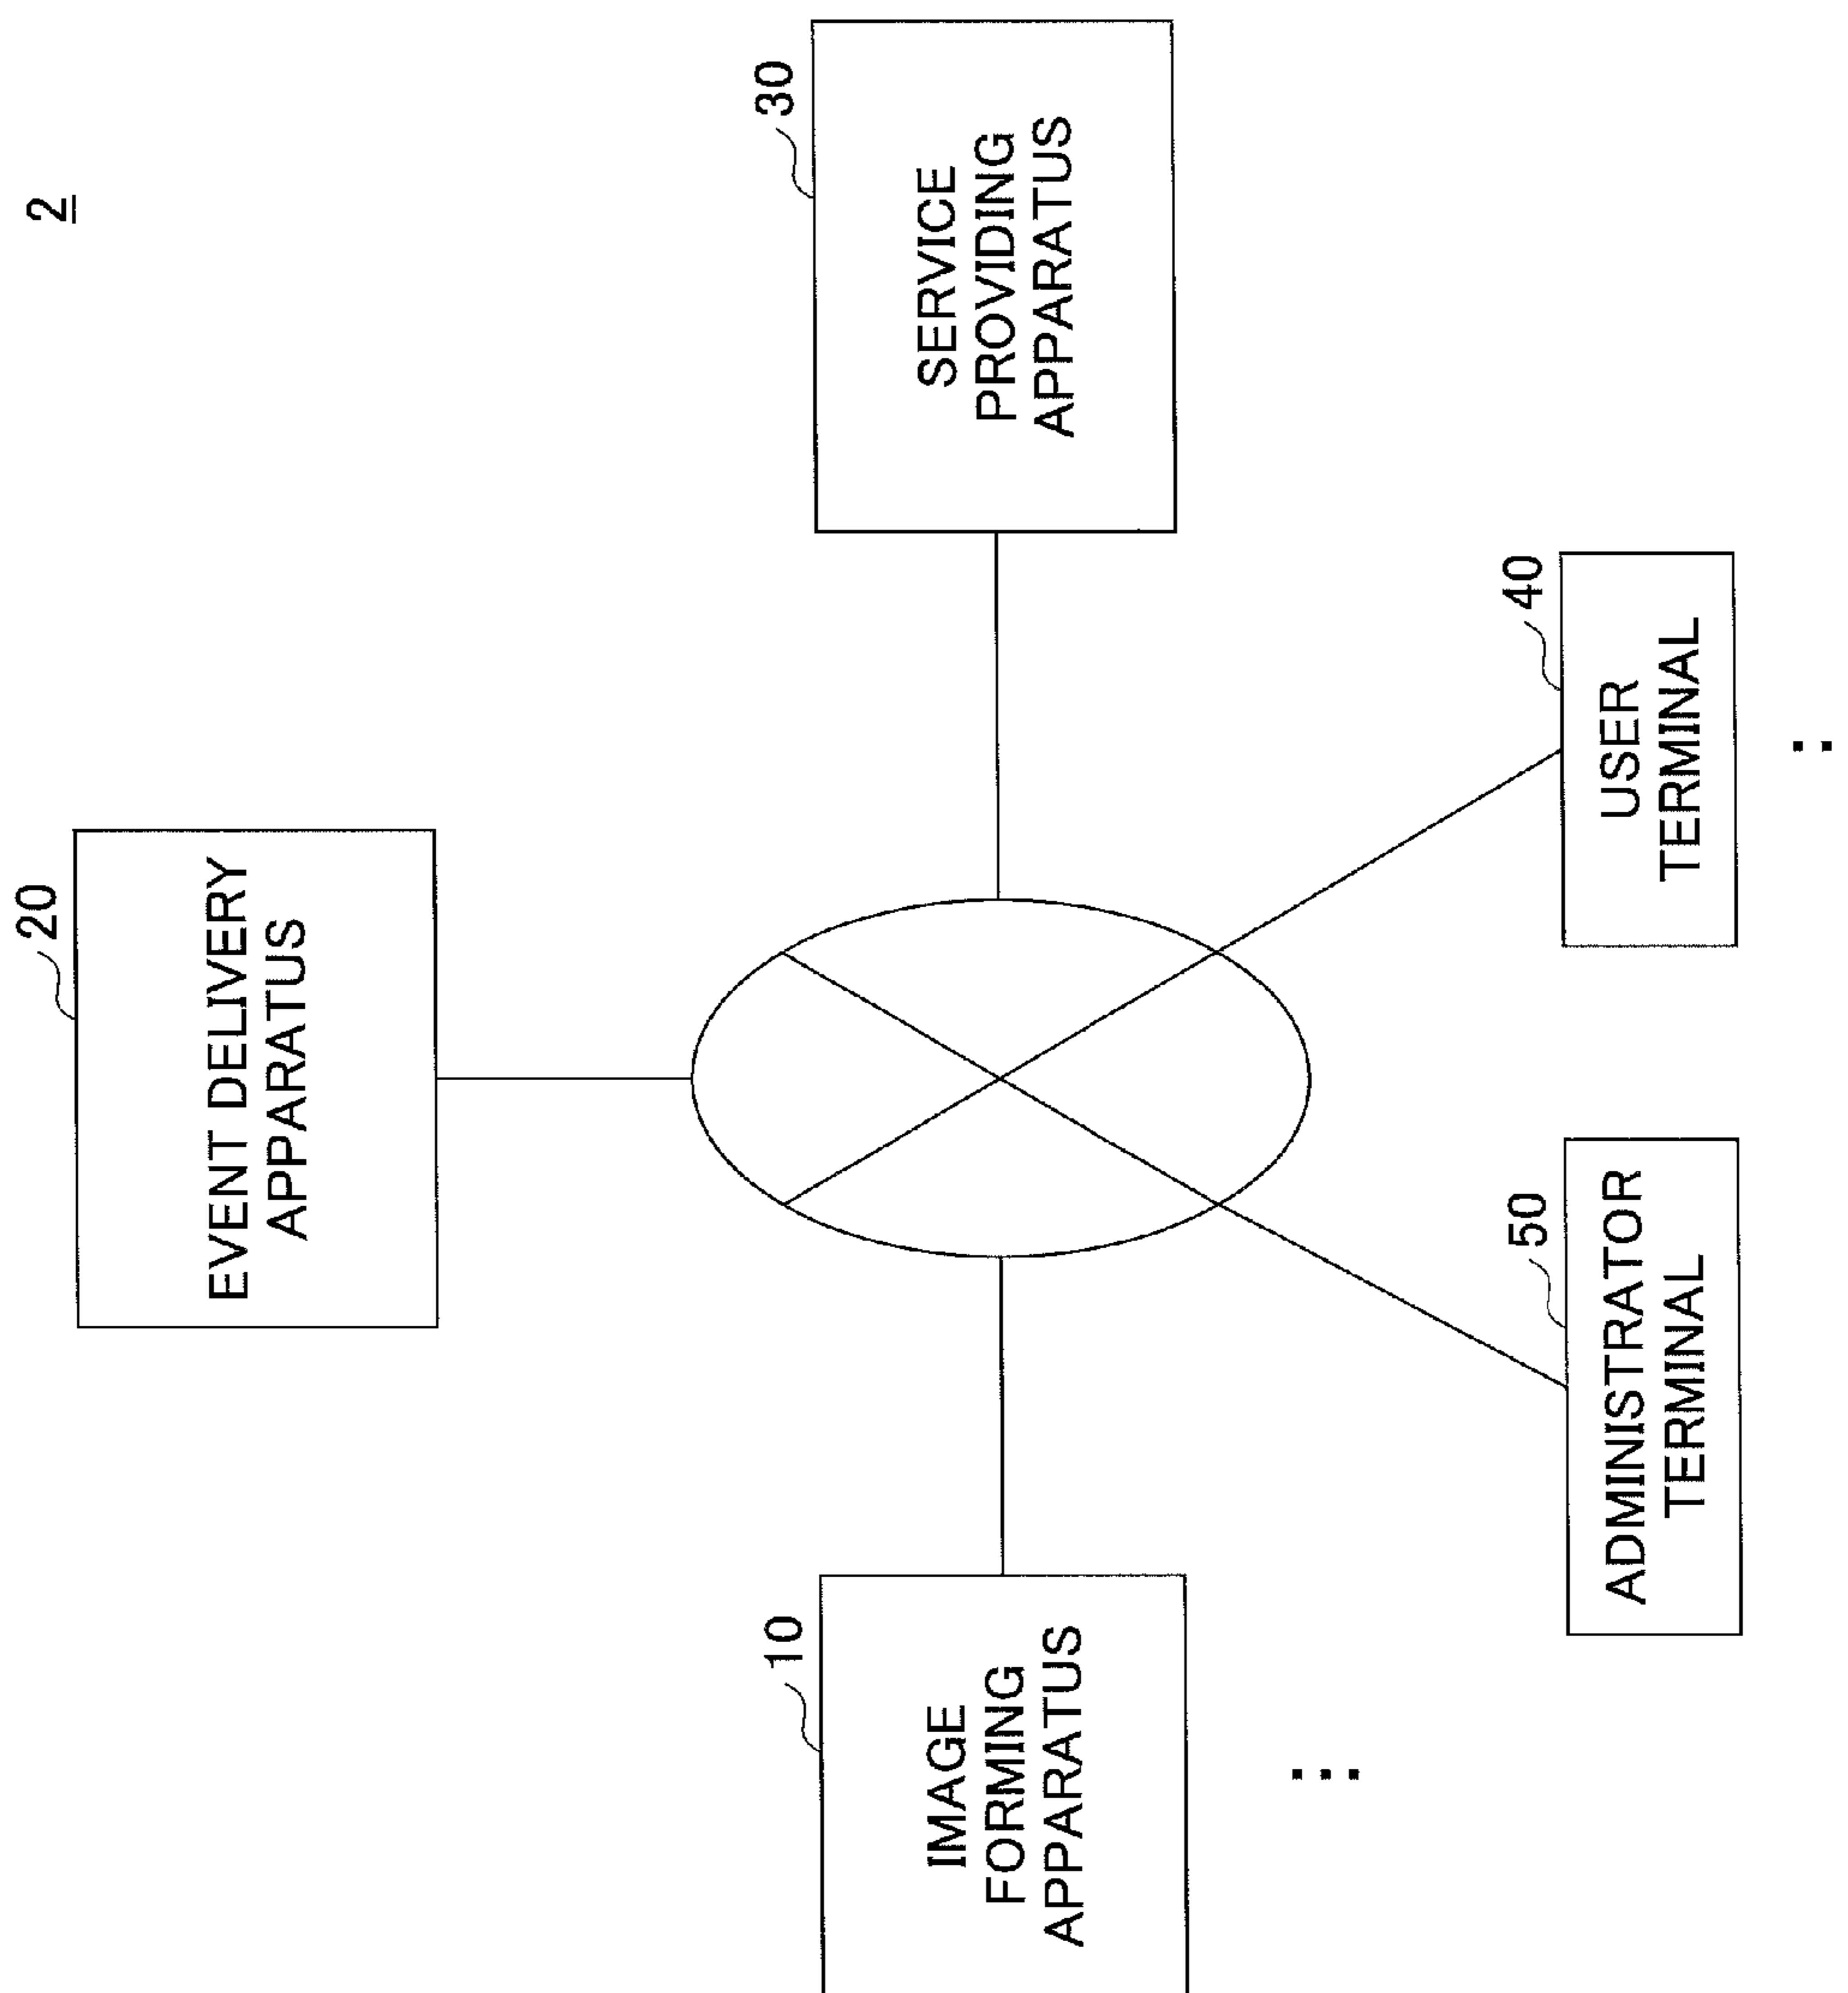 2
20
EVENT DELIVERY
APPARATUS
10
IMAGE
FORMING
APPARATUS
30
SERVICE
PROVIDING
APPARATUS
50
ADMINISTRATOR
TERMINAL
40
USER
TERMINAL